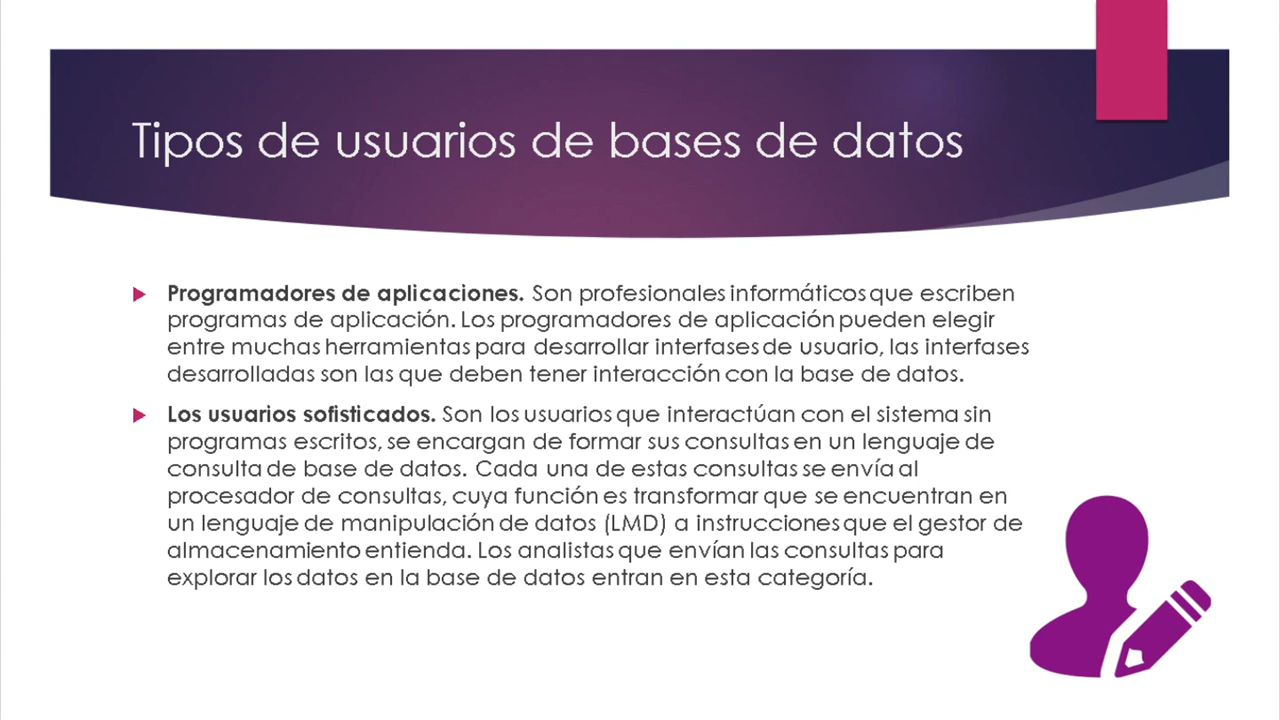 Tipos de usuarios de bases de datos
Programadores de aplicaciones. Son profesionales informáticos que escriben
programas de aplicación. Los programadores de aplicación pueden elegir
entre muchas herramientas para desarrollar interfases de usuario, las interfases
desarrolladas son las que deben tener interacción con la base de datos.
Los usuarios sofisticados. Son los usuarios que interactúan con el sistema sin
programas escritos, se encargan de formar sus consultas en un lenguaje de
consulta de base de datos. Cada una de estas consultas se envía al
procesador de consultas, cuya función es transformar que se encuentran en
un lenguaje de manipulación de datos (LMD) a instrucciones que el gestor de
almacenamiento entienda. Los analistas que envían las consultas para
explorar los datos en la base de datos entran en esta categoría.